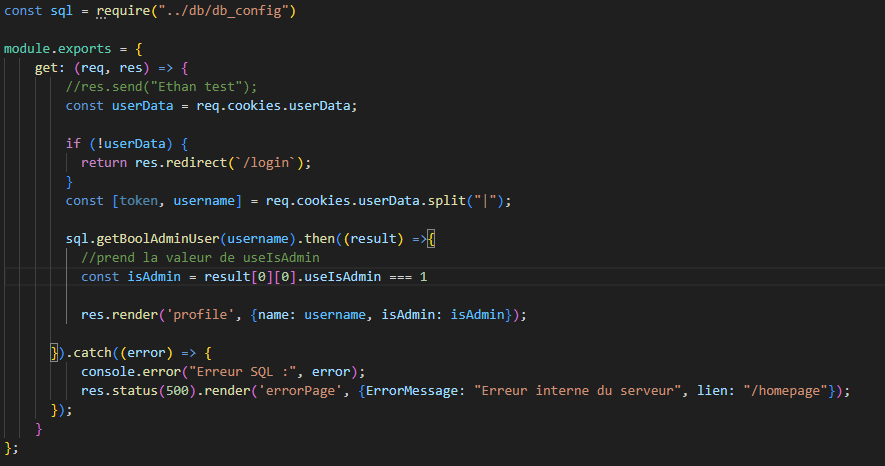 const sql = require("../db/db_config")
module.exports = {
get: (req, res) => {
//res.send("Ethan test");
const userData = req.cookies.userData;
if (!userData) {
return res.redirect(`/login`);
}
const [token, username] = req.cookies.userData.split("|");
sql.getBoolAdminUser(username).then((result) =>{
//prend la valeur de useIsAdmin
const isAdmin = result[0][0].useIsAdmin === 1
res.render('profile', {name: username, isAdmin: isAdmin});
}).catch((error) => {
console.error("Erreur SQL :", error);
res.status(500).render('errorPage', {ErrorMessage: "Erreur interne du serveur", lien: "/homepage"});
});
}
};